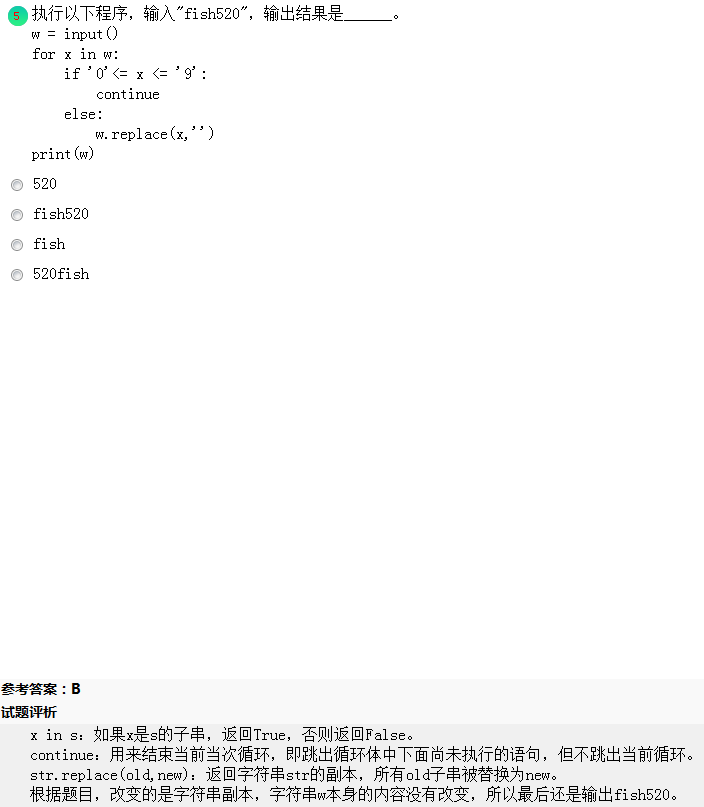 5 执行以下程序，输入"fish520"，输出结果是______。
w = input()
for x in w:
    if '0'<= x <= '9':
        continue
    else:
        w.replace(x,'')
print(w)
520
fish520
fish
520fish
参考答案：B
试题评析
x in s：如果x是s的子串，返回True，否则返回False。
continue：用来结束当前当次循环，即跳出循环体中下面尚未执行的语句，但不跳出当前循环。
str.replace(old,new)：返回字符串str的副本，所有old子串被替换为new。
根据题目，改变的是字符串副本，字符串w本身的内容没有改变，所以最后还是输出fish520。